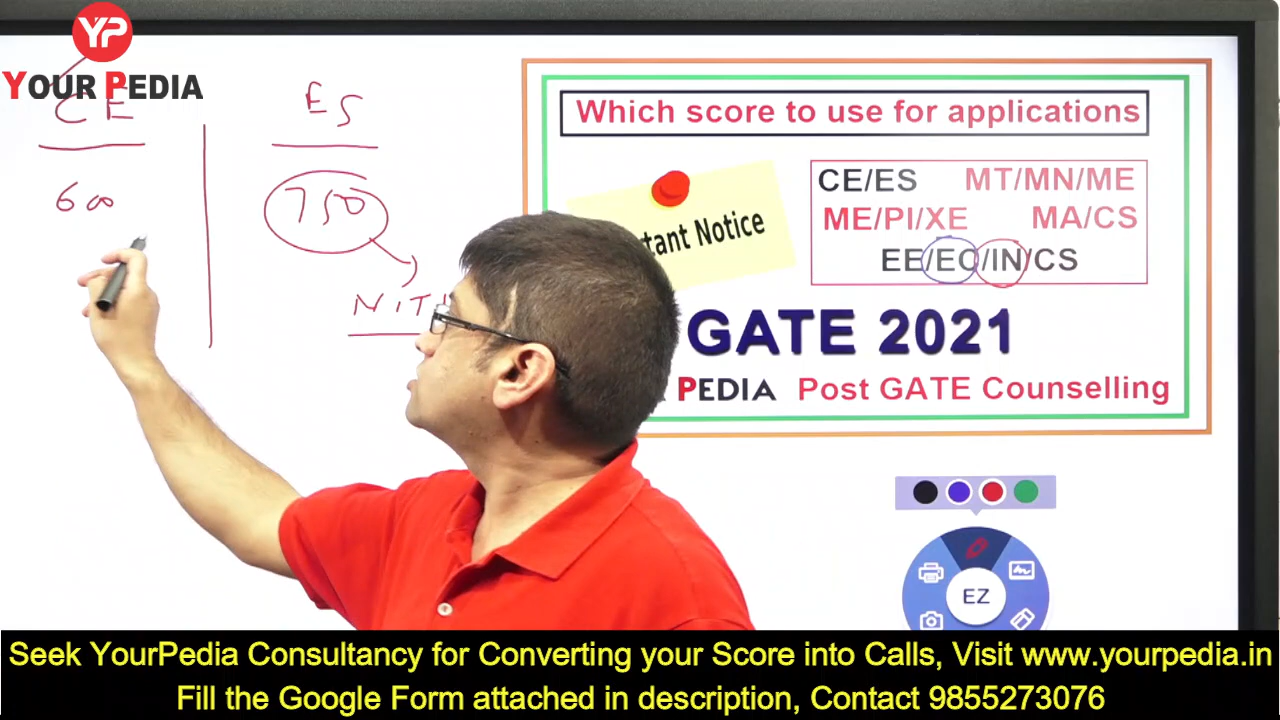 YP
YOUR PEDIA
CE
600
ES
750
NIT
Which score to use for applications
tant Notice
CE/ES MT/MN/ME
ME/PI/XE MA/CS
EE/EC/IN/CS
GATE 2021
PEDIA Post GATE Counselling
EZ
Seek YourPedia Consultancy for Converting your Score into Calls, Visit www.yourpedia.in
Fill the Google Form attached in description, Contact 9855273076